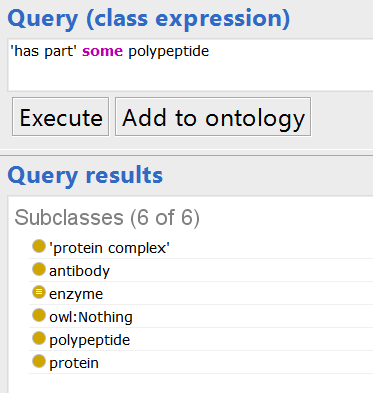 Query (class expression)
'has part' some polypeptide
Execute Add to ontology
Query results
Subclasses (6 of 6)
'protein complex'
antibody
enzyme
owl:Nothing
polypeptide
protein